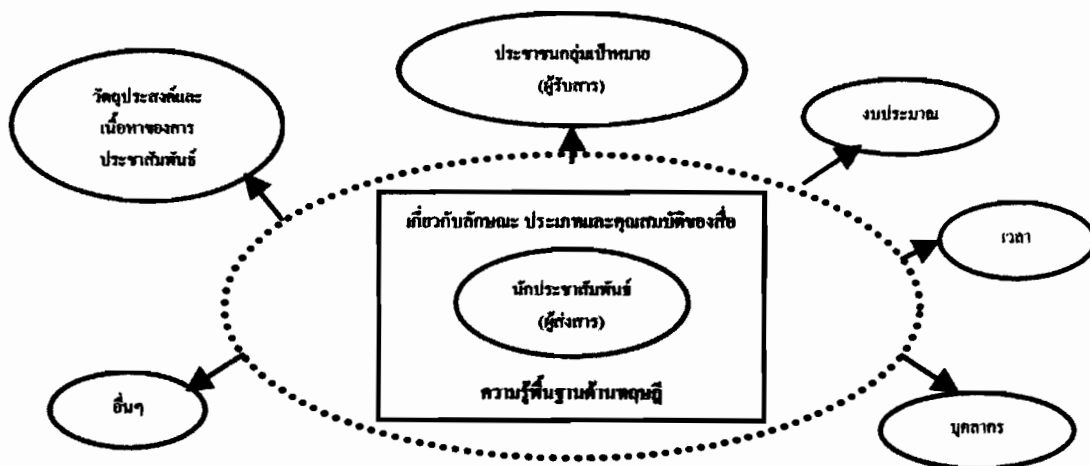 ประชาชนกลุ่มเป้าหมาย
(ผู้รับสาร)
วัตถุประสงค์และ
เนื้อหาของการ
ประชาสัมพันธ์
งบประมาณ
เกี่ยวกับลักษณะ ประเภทและคุณสมบัติของสื่อ
เวลา
นักประชาสัมพันธ์
(ผู้ส่งสาร)
ความรู้พื้นฐานด้านทฤษฎี
อื่นๆ
บุคลากร